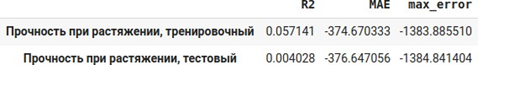 R2 MAE max_error
Прочность при растяжении, тренировочный 0.057141 -374.670333 -1383.885510
Прочность при растяжении, тестовый 0.004028 -376.647056 -1384.841404